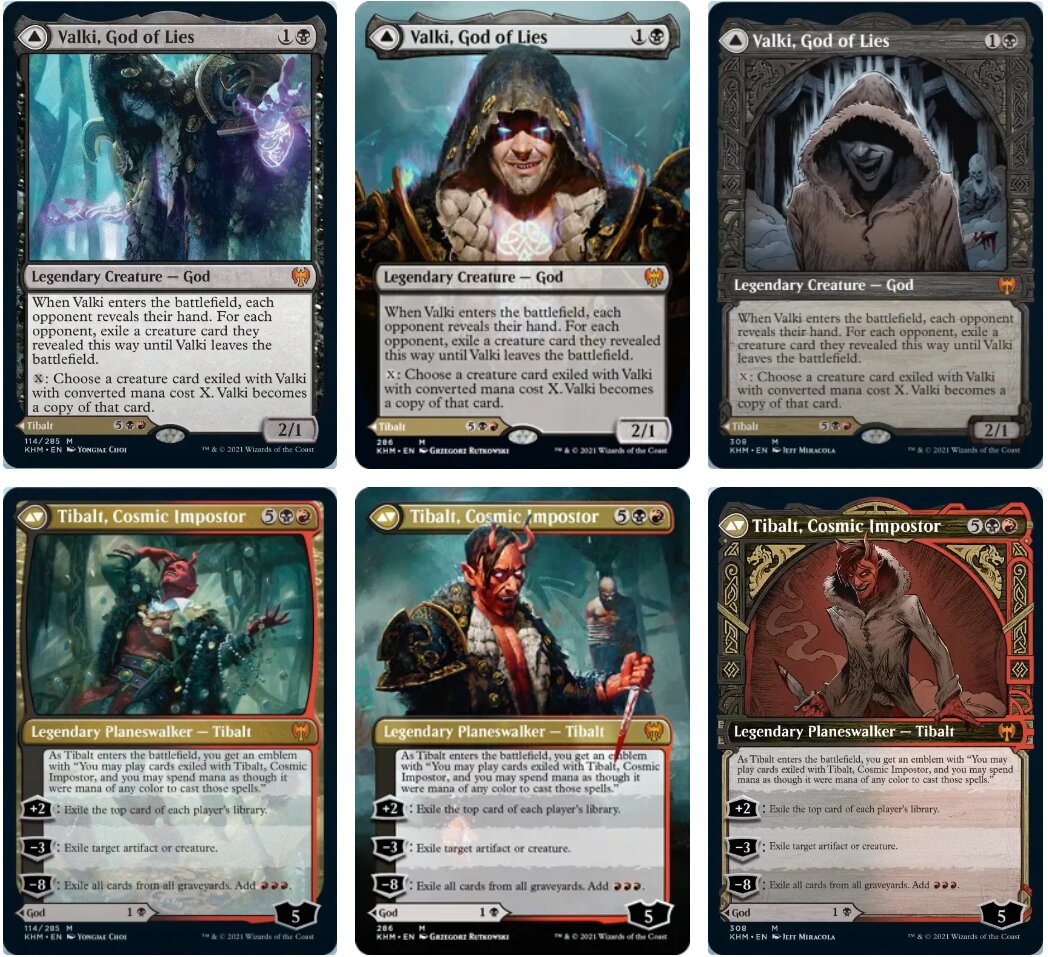 Valki, God of Lies 1
Legendary Creature — God
When Valki enters the battlefield, each
opponent reveals their hand. For each
opponent, exile a creature card they
revealed this way until Valki leaves the
battlefield.
X: Choose a creature card exiled with Valki
with converted mana cost X. Valki becomes
a copy of that card.
Tibalt 5
2/1
114/285 M
KHM • EN Yongjae Choi ™ & © 2021 Wizards of the Coast
Valki, God of Lies 1
Legendary Creature — God
When Valki enters the battlefield, each
opponent reveals their hand. For each
opponent, exile a creature card they revealed
this way until Valki leaves the battlefield.
X: Choose a creature card exiled with Valki
with converted mana cost X. Valki becomes
a copy of that card.
Tibalt 5
2/1
286 M
KHM • EN Grzegorz Rutkowski ™ & © 2021 Wizards of the Coast
Valki, God of Lies 1
Legendary Creature — God
When Valki enters the battlefield, each opponent
reveals their hand. For each opponent, exile a
creature card they revealed this way until Valki
leaves the battlefield.
X: Choose a creature card exiled with Valki
with converted mana cost X. Valki becomes a
copy of that card.
Tibalt 5
2/1
308 M
KHM • EN Jeff Miracola ™ & © 2021 Wizards of the Coast
Tibalt, Cosmic Impostor 5
Legendary Planeswalker — Tibalt
As Tibalt enters the battlefield, you get an emblem
with “You may play cards exiled with Tibalt, Cosmic
Impostor, and you may spend mana as though it
were mana of any color to cast those spells.”
+2: Exile the top card of each player's library.
−3: Exile target artifact or creature.
−8: Exile all cards from all graveyards. Add
God 1
5
114/285 M
KHM • EN Yongjae Choi ™ & © 2021 Wizards of the Coast
Tibalt, Cosmic Impostor 5
Legendary Planeswalker — Tibalt
As Tibalt enters the battlefield, you get an emblem
with “You may play cards exiled with Tibalt, Cosmic
Impostor, and you may spend mana as though it
were mana of any color to cast those spells.”
+2: Exile the top card of each player's library.
−3: Exile target artifact or creature.
−8: Exile all cards from all graveyards. Add
God 1
5
286 M
KHM • EN Grzegorz Rutkowski ™ & © 2021 Wizards of the Coast
Tibalt, Cosmic Impostor 5
Legendary Planeswalker — Tibalt
As Tibalt enters the battlefield, you get an emblem with “You may
play cards exiled with Tibalt, Cosmic Impostor, and you may spend
mana as though it were mana of any color to cast those spells.”
+2: Exile the top card of each player's library.
−3: Exile target artifact or creature.
−8: Exile all cards from all graveyards. Add
God 1
5
308 M
KHM • EN Jeff Miracola ™ & © 2021 Wizards of the Coast